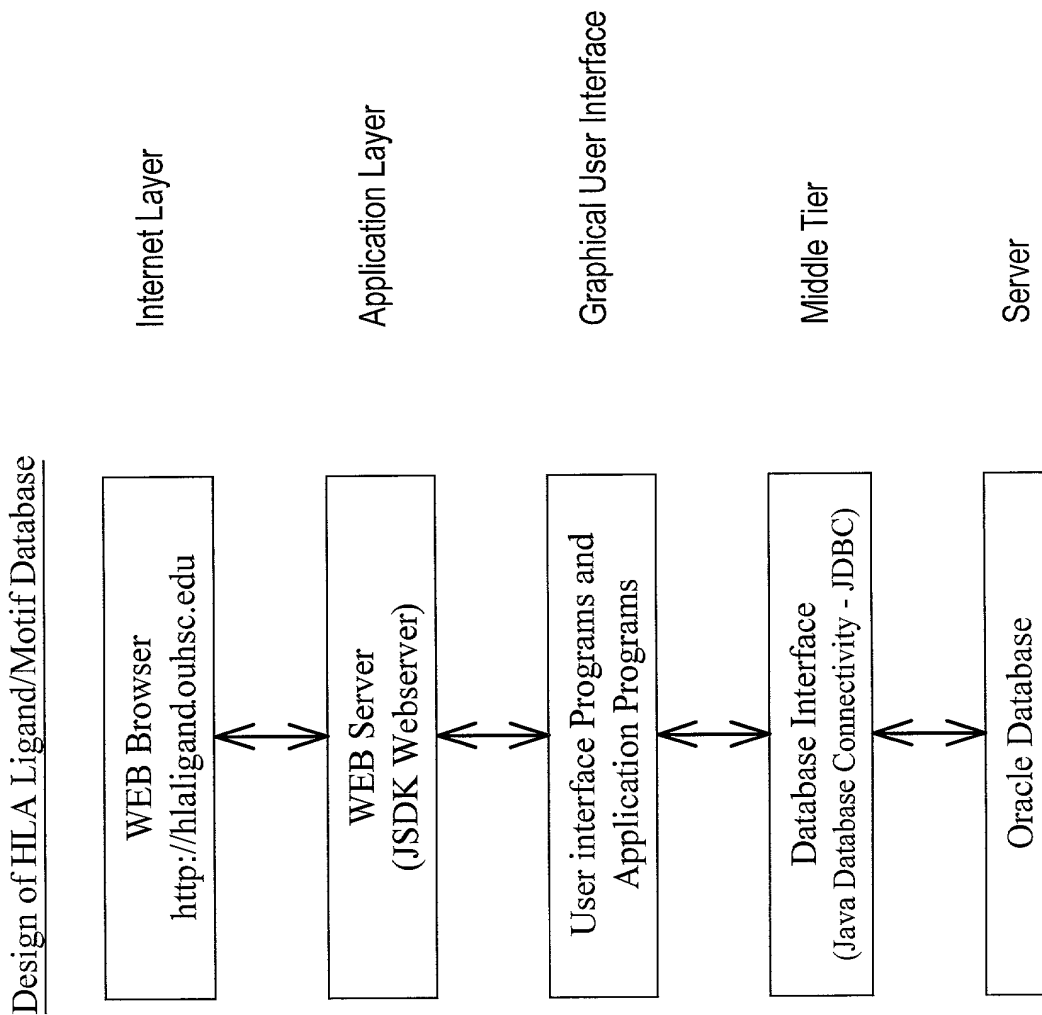 Design of HLA Ligand/Motif Database
WEB Browser
http://hlaligand.ouhsc.edu
Internet Layer
WEB Server
(JSDK Webserver)
Application Layer
User interface Programs and
Application Programs
Graphical User Interface
Database Interface
(Java Database Connectivity - JDBC)
Middle Tier
Oracle Database
Server